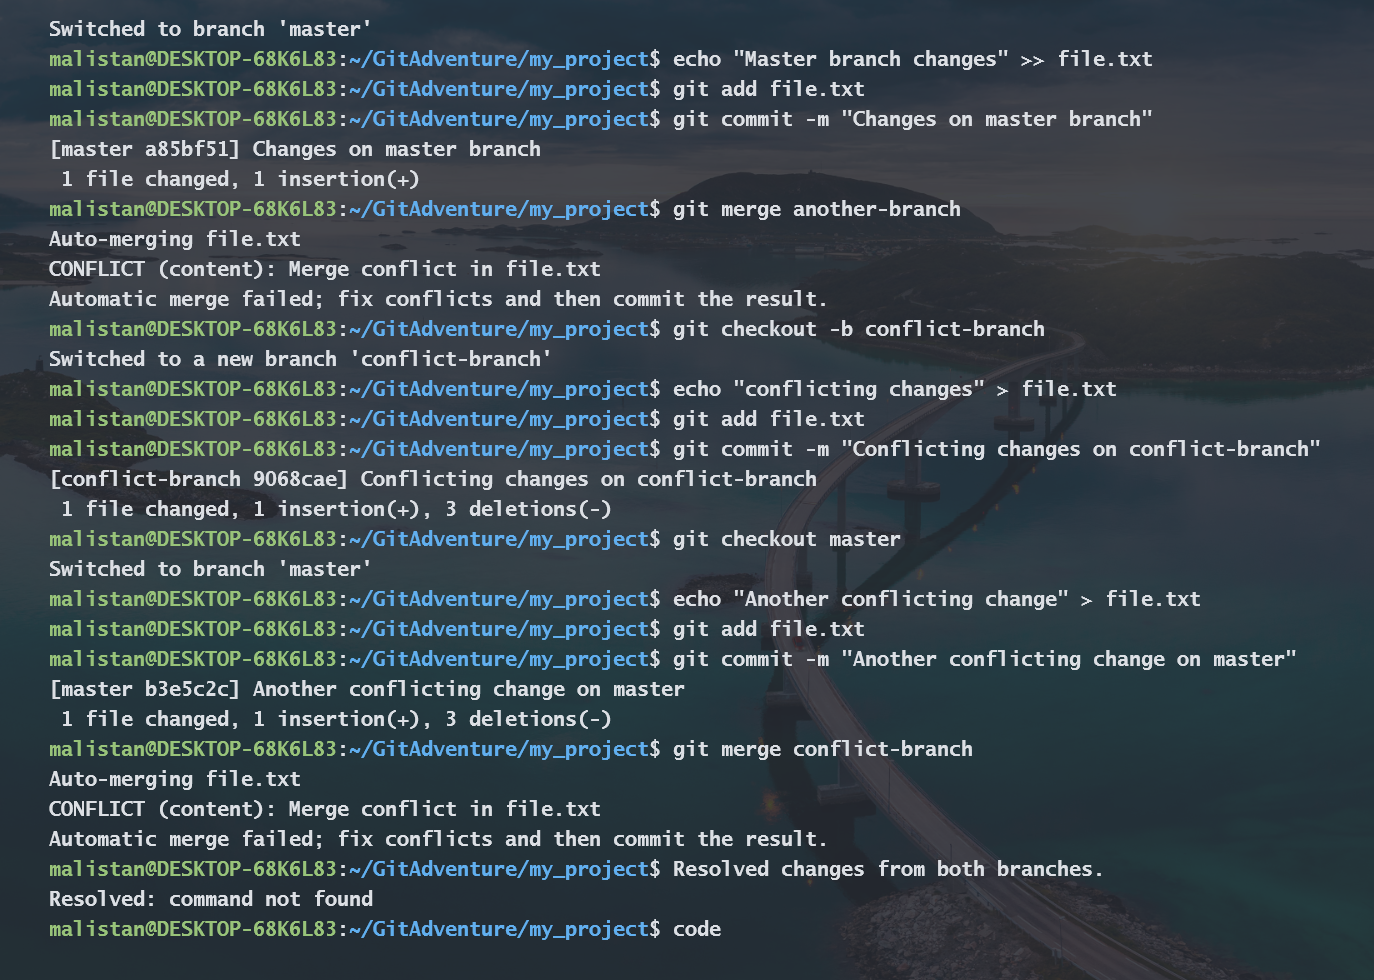 Switched to branch 'master'
malistan@DESKTOP-68K6L83:~/GitAdventure/my_project$ echo "Master branch changes" >> file.txt
malistan@DESKTOP-68K6L83:~/GitAdventure/my_project$ git add file.txt
malistan@DESKTOP-68K6L83:~/GitAdventure/my_project$ git commit -m "Changes on master branch"
[master a85bf51] Changes on master branch
 1 file changed, 1 insertion(+)
malistan@DESKTOP-68K6L83:~/GitAdventure/my_project$ git merge another-branch
Auto-merging file.txt
CONFLICT (content): Merge conflict in file.txt
Automatic merge failed; fix conflicts and then commit the result.
malistan@DESKTOP-68K6L83:~/GitAdventure/my_project$ git checkout -b conflict-branch
Switched to a new branch 'conflict-branch'
malistan@DESKTOP-68K6L83:~/GitAdventure/my_project$ echo "conflicting changes" > file.txt
malistan@DESKTOP-68K6L83:~/GitAdventure/my_project$ git add file.txt
malistan@DESKTOP-68K6L83:~/GitAdventure/my_project$ git commit -m "Conflicting changes on conflict-branch"
[conflict-branch 9068cae] Conflicting changes on conflict-branch
 1 file changed, 1 insertion(+), 3 deletions(-)
malistan@DESKTOP-68K6L83:~/GitAdventure/my_project$ git checkout master
Switched to branch 'master'
malistan@DESKTOP-68K6L83:~/GitAdventure/my_project$ echo "Another conflicting change" > file.txt
malistan@DESKTOP-68K6L83:~/GitAdventure/my_project$ git add file.txt
malistan@DESKTOP-68K6L83:~/GitAdventure/my_project$ git commit -m "Another conflicting change on master"
[master b3e5c2c] Another conflicting change on master
 1 file changed, 1 insertion(+), 3 deletions(-)
malistan@DESKTOP-68K6L83:~/GitAdventure/my_project$ git merge conflict-branch
Auto-merging file.txt
CONFLICT (content): Merge conflict in file.txt
Automatic merge failed; fix conflicts and then commit the result.
malistan@DESKTOP-68K6L83:~/GitAdventure/my_project$ Resolved changes from both branches.
Resolved: command not found
malistan@DESKTOP-68K6L83:~/GitAdventure/my_project$ code